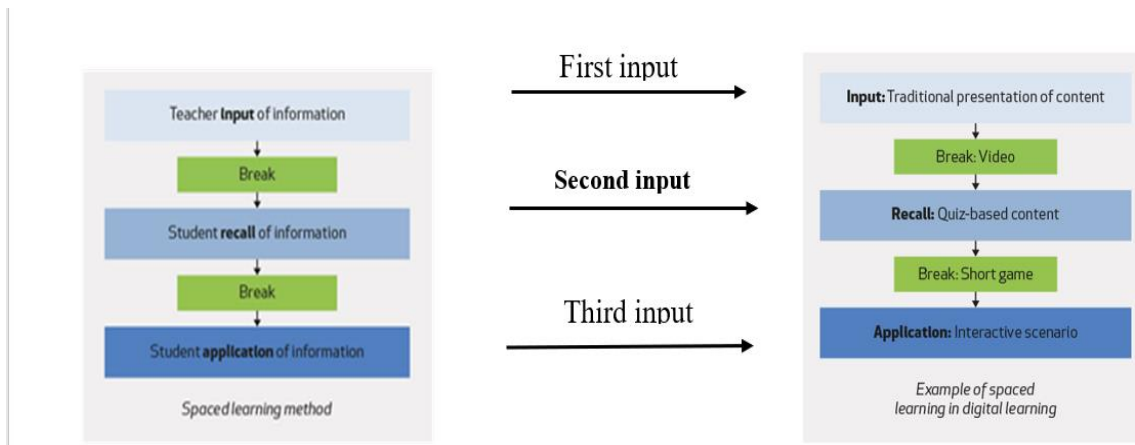 Teacher Input of information
Break
Student recall of information
Break
Student application of information
Spaced learning method
First input
Second input
Third input
Input: Traditional presentation of content
Break: Video
Recall: Quiz-based content
Break: Short game
Application: Interactive scenario
Example of spaced
learning in digital learning